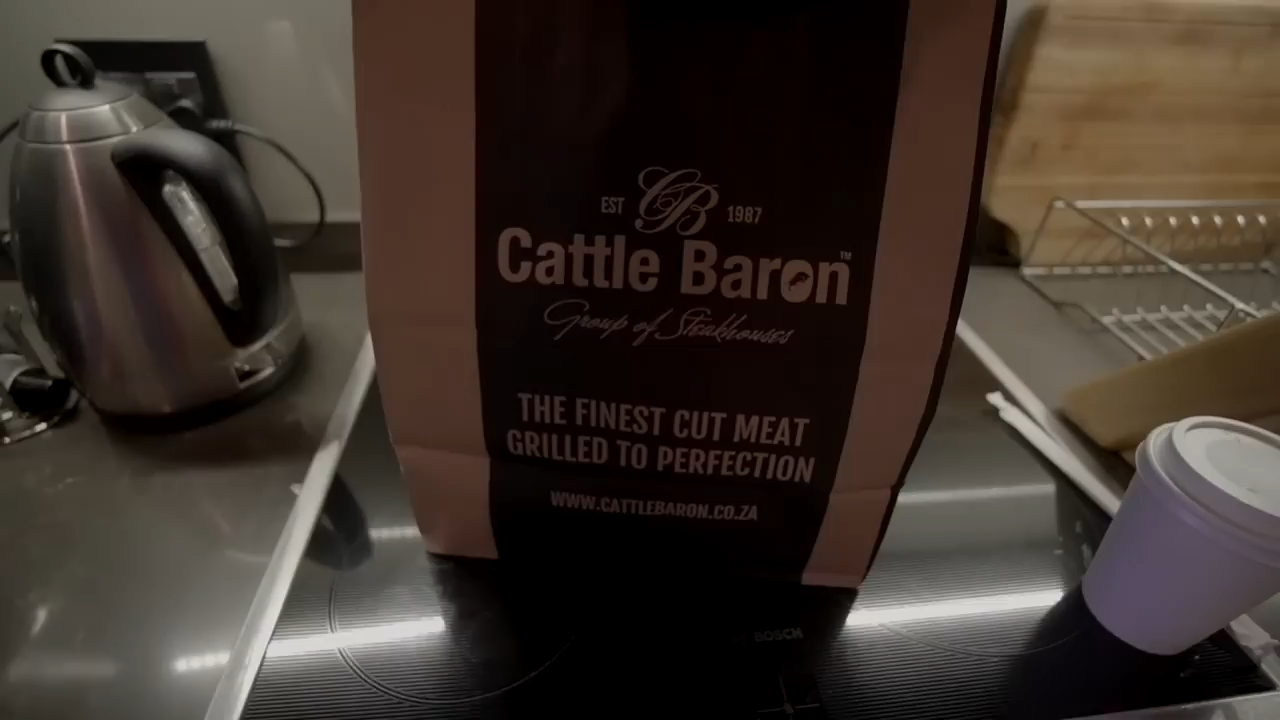 EST CB 1987
Cattle Baron™
Group of Steakhouses
THE FINEST CUT MEAT
GRILLED TO PERFECTION
WWW.CATTLEBARON.CO.ZA
BOSCH